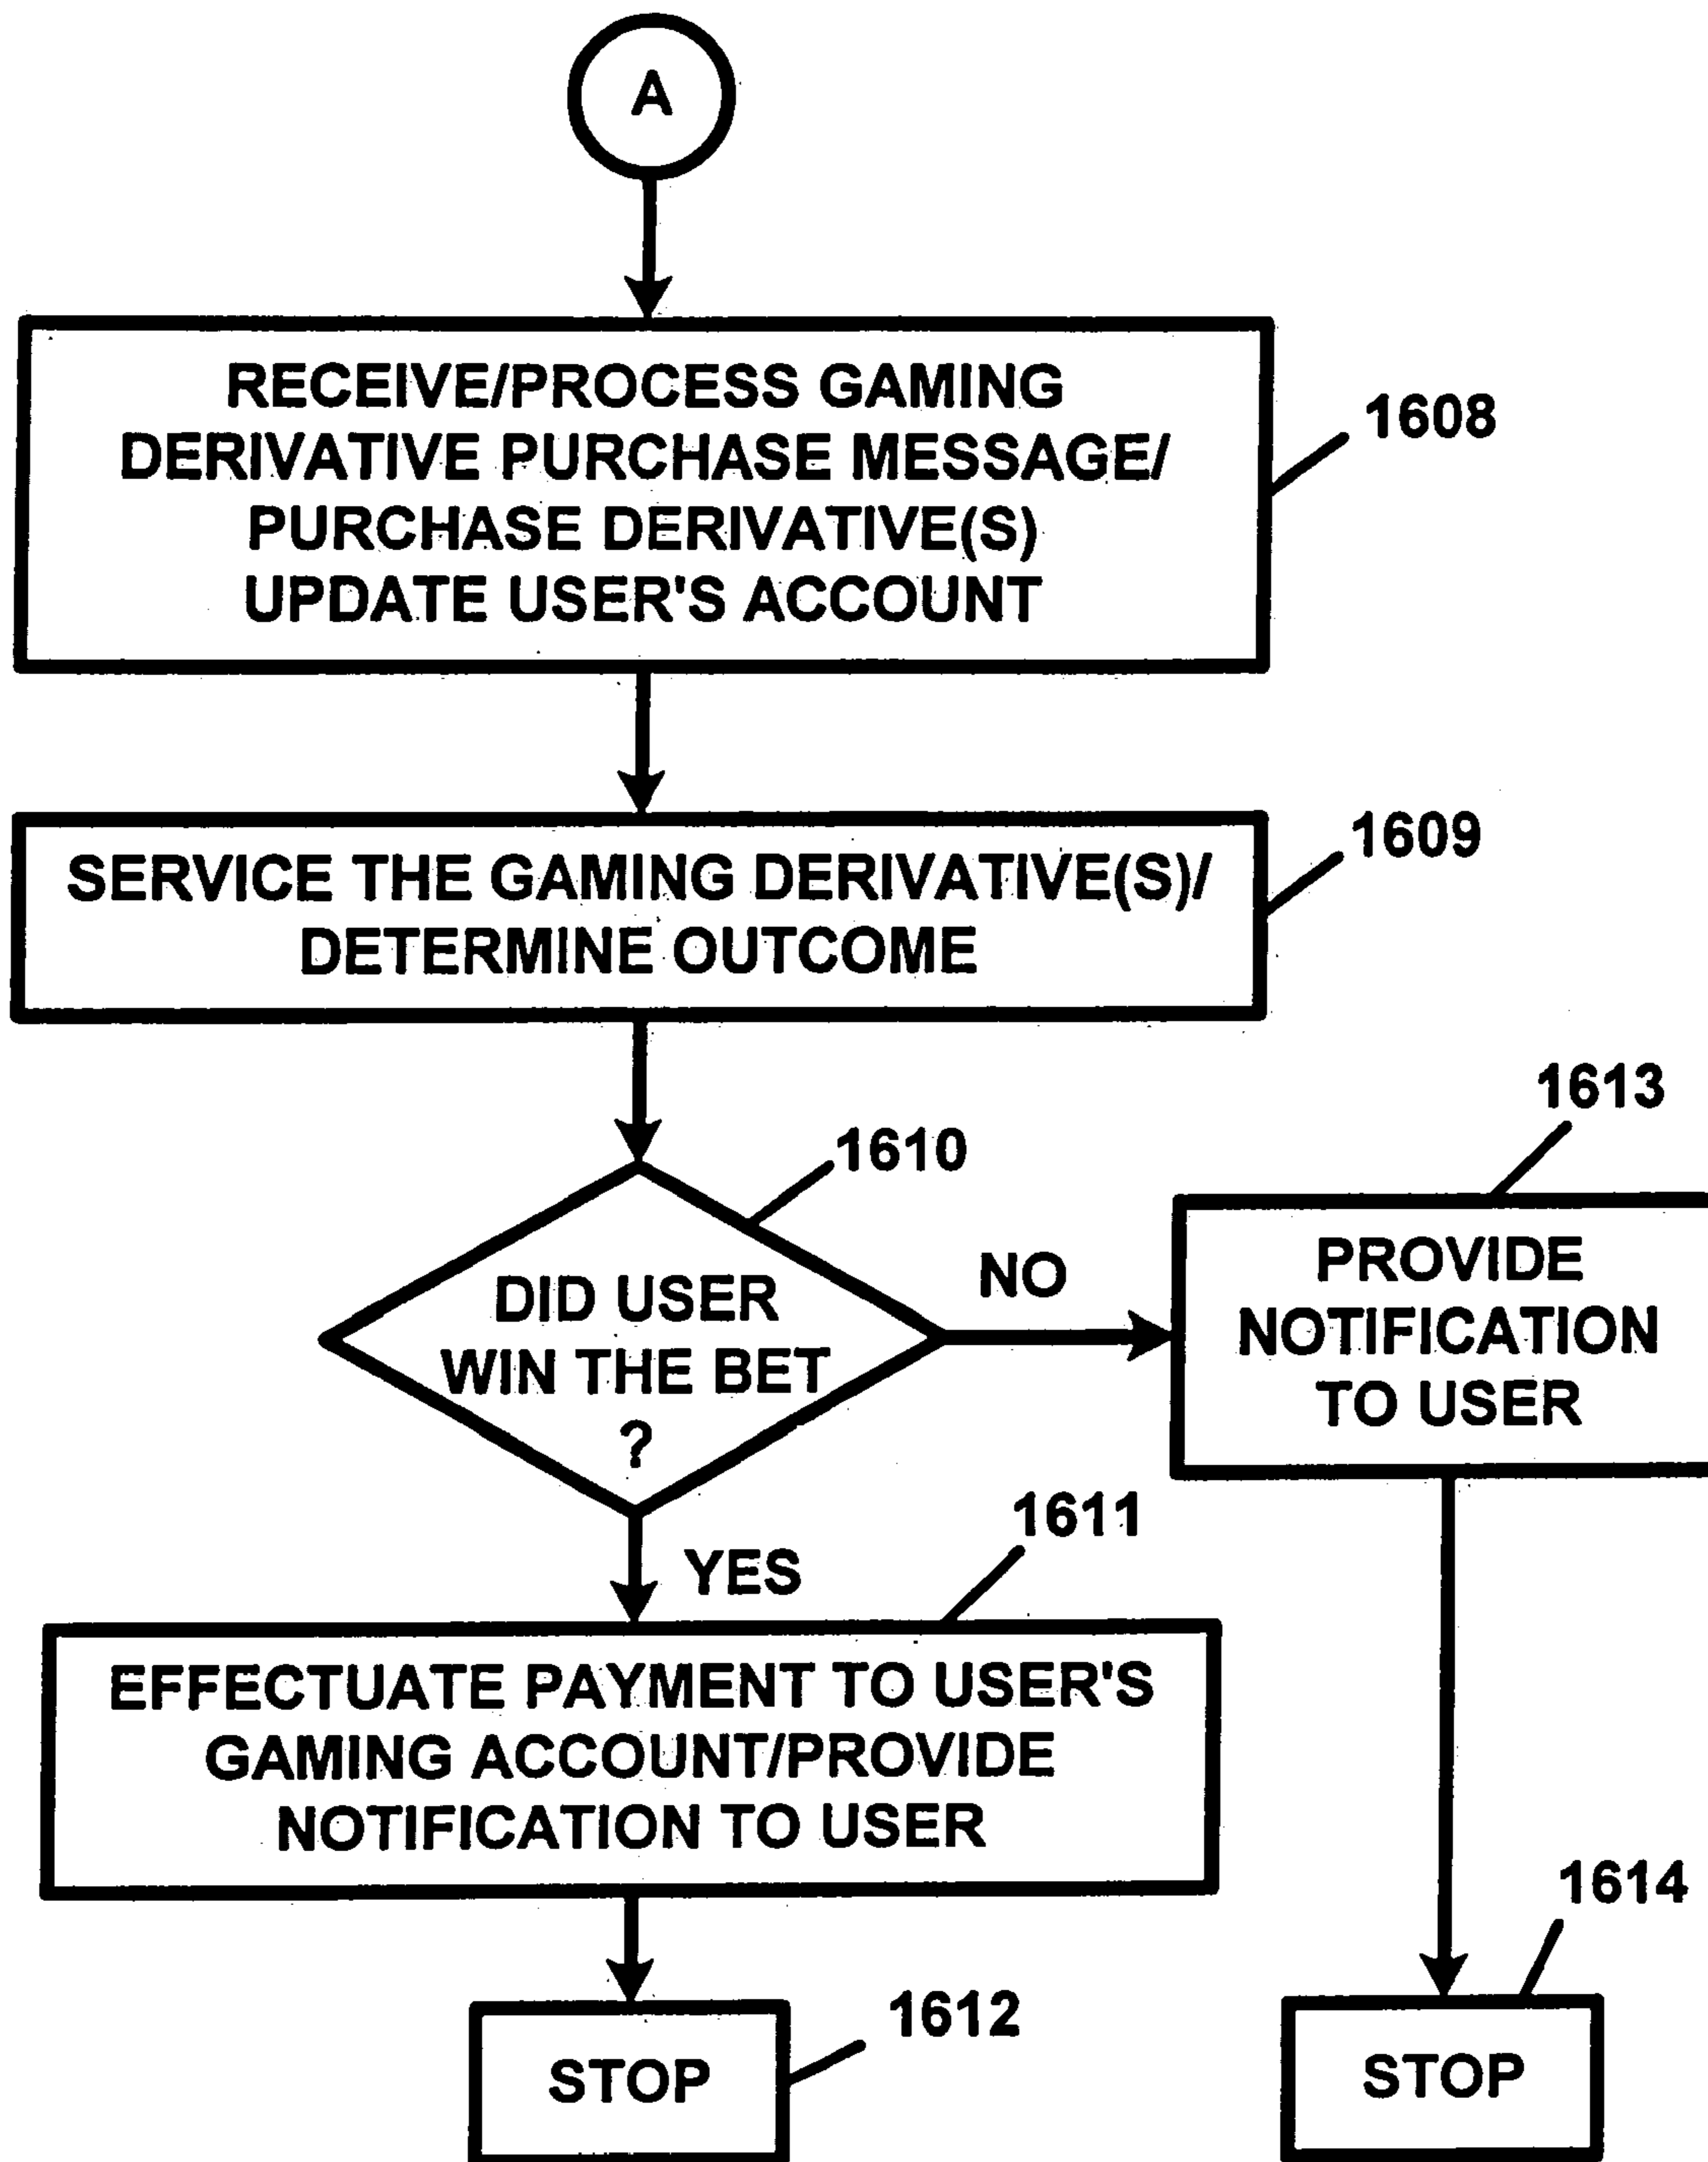 A
RECEIVE/PROCESS GAMING
DERIVATIVE PURCHASE MESSAGE/
PURCHASE DERIVATIVE(S)
UPDATE USER'S ACCOUNT
1608
SERVICE THE GAMING DERIVATIVE(S)/
DETERMINE OUTCOME
1609
1610
DID USER
WIN THE BET
?
NO
1613
PROVIDE
NOTIFICATION
TO USER
YES
1611
EFFECTUATE PAYMENT TO USER'S
GAMING ACCOUNT/PROVIDE
NOTIFICATION TO USER
STOP
1612
1614
STOP